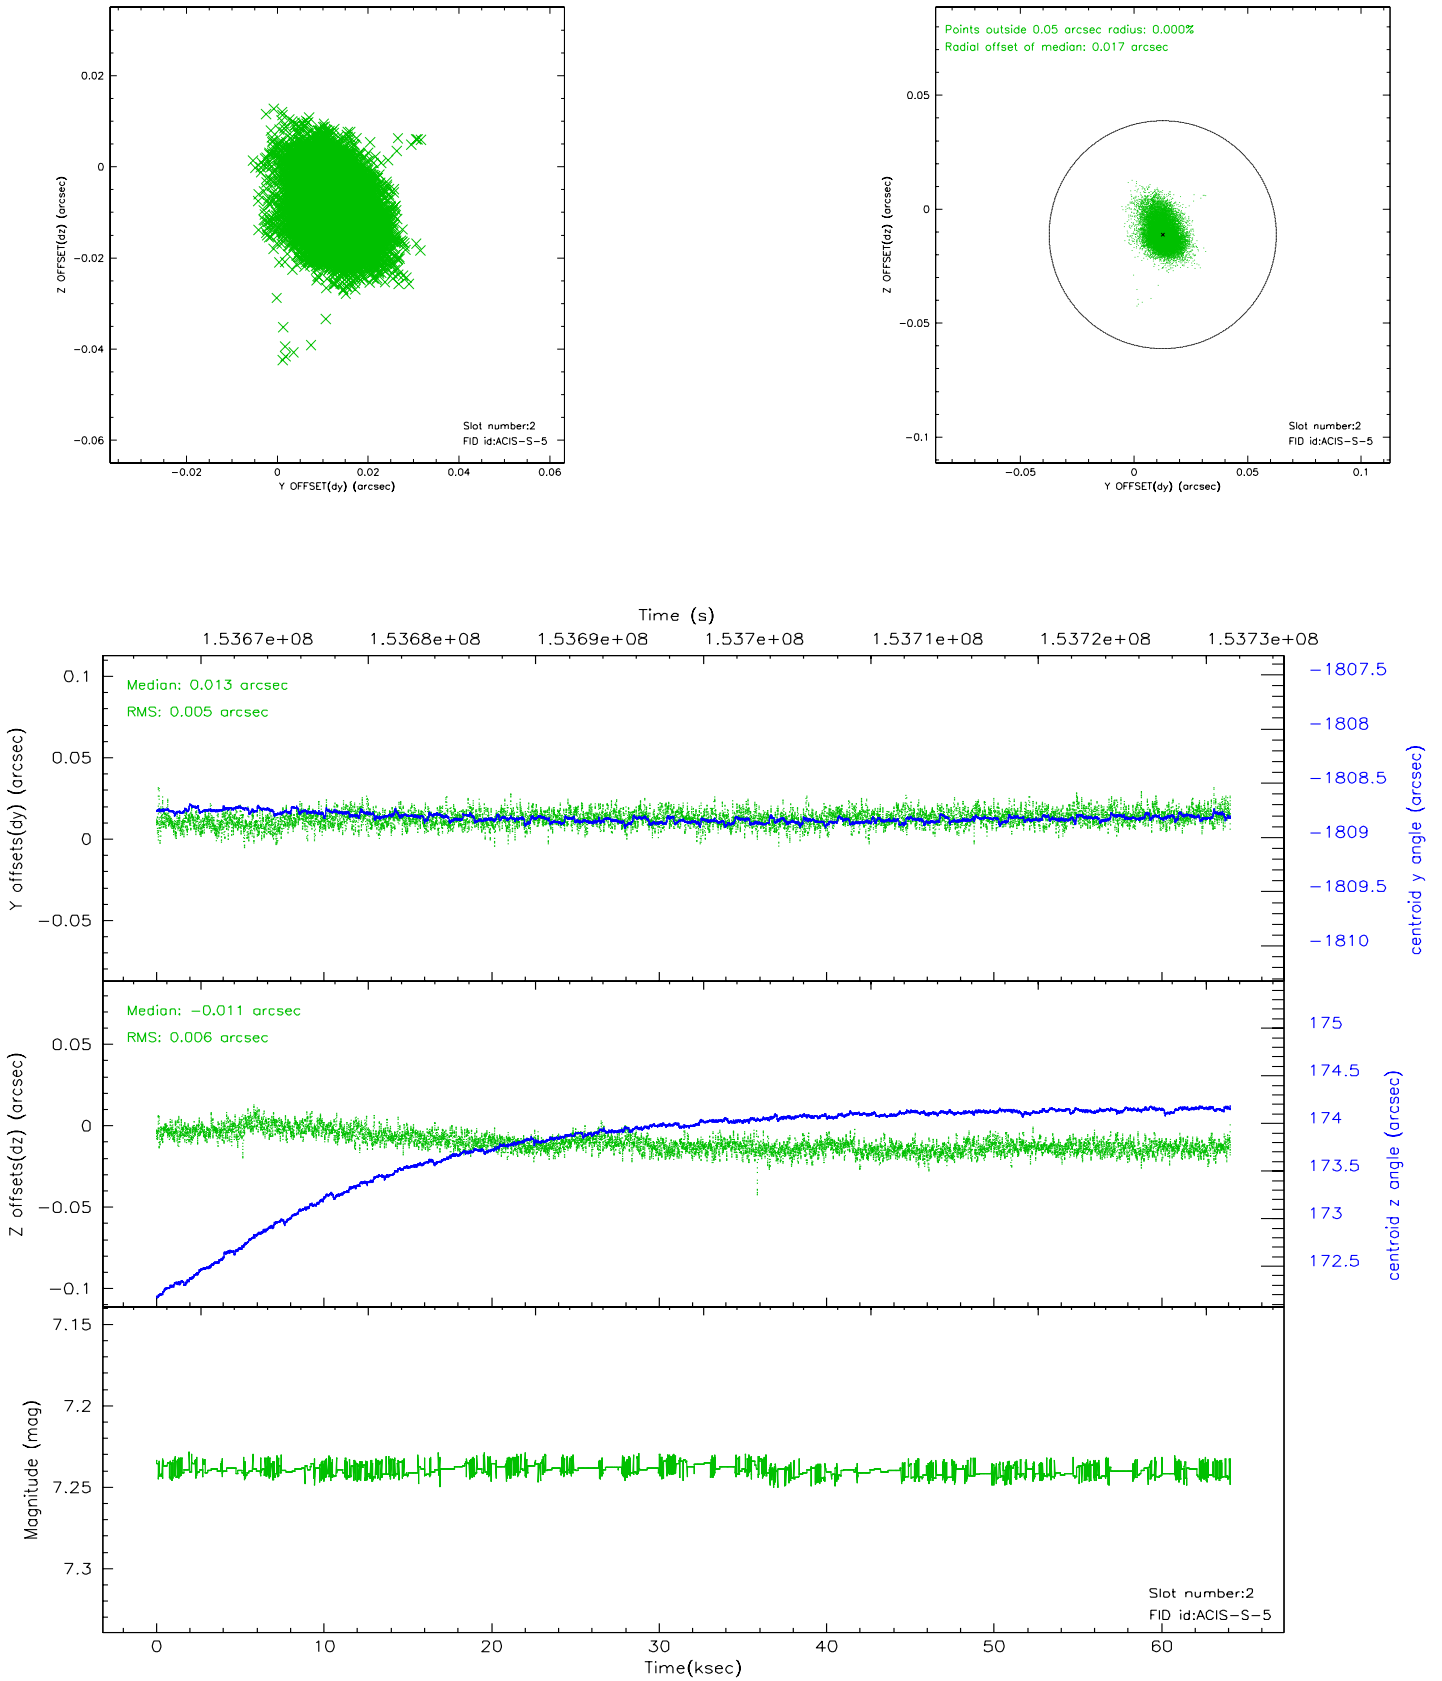 0.02
0
-0.02
-0.04
-0.06
Z OFFSET(dz) (arcsec)
Slot number:2
FID id:ACIS-S-5
-0.02 0 0.02 0.04 0.06
Y OFFSET(dy) (arcsec)
Points outside 0.05 arcsec radius: 0.000%
Radial offset of median: 0.017 arcsec
0.05
0
-0.05
-0.1
Z OFFSET(dz) (arcsec)
Slot number:2
FID id:ACIS-S-5
-0.05 0 0.05 0.1
Y OFFSET(dy) (arcsec)
Time (s)
1.5367e+08 1.5368e+08 1.5369e+08 1.537e+08 1.5371e+08 1.5372e+08 1.5373e+08
Median: 0.013 arcsec
RMS: 0.005 arcsec
0.1
0.05
0
-0.05
Y offsets(dy) (arcsec)
-1807.5
-1808
-1808.5
-1809
-1809.5
-1810
centroid y angle (arcsec)
Median: -0.011 arcsec
RMS: 0.006 arcsec
0.05
0
-0.05
-0.1
Z offsets(dz) (arcsec)
175
174.5
174
173.5
173
172.5
centroid z angle (arcsec)
7.15
7.2
7.25
7.3
Magnitude (mag)
Slot number:2
FID id:ACIS-S-5
0 10 20 30 40 50 60
Time(ksec)